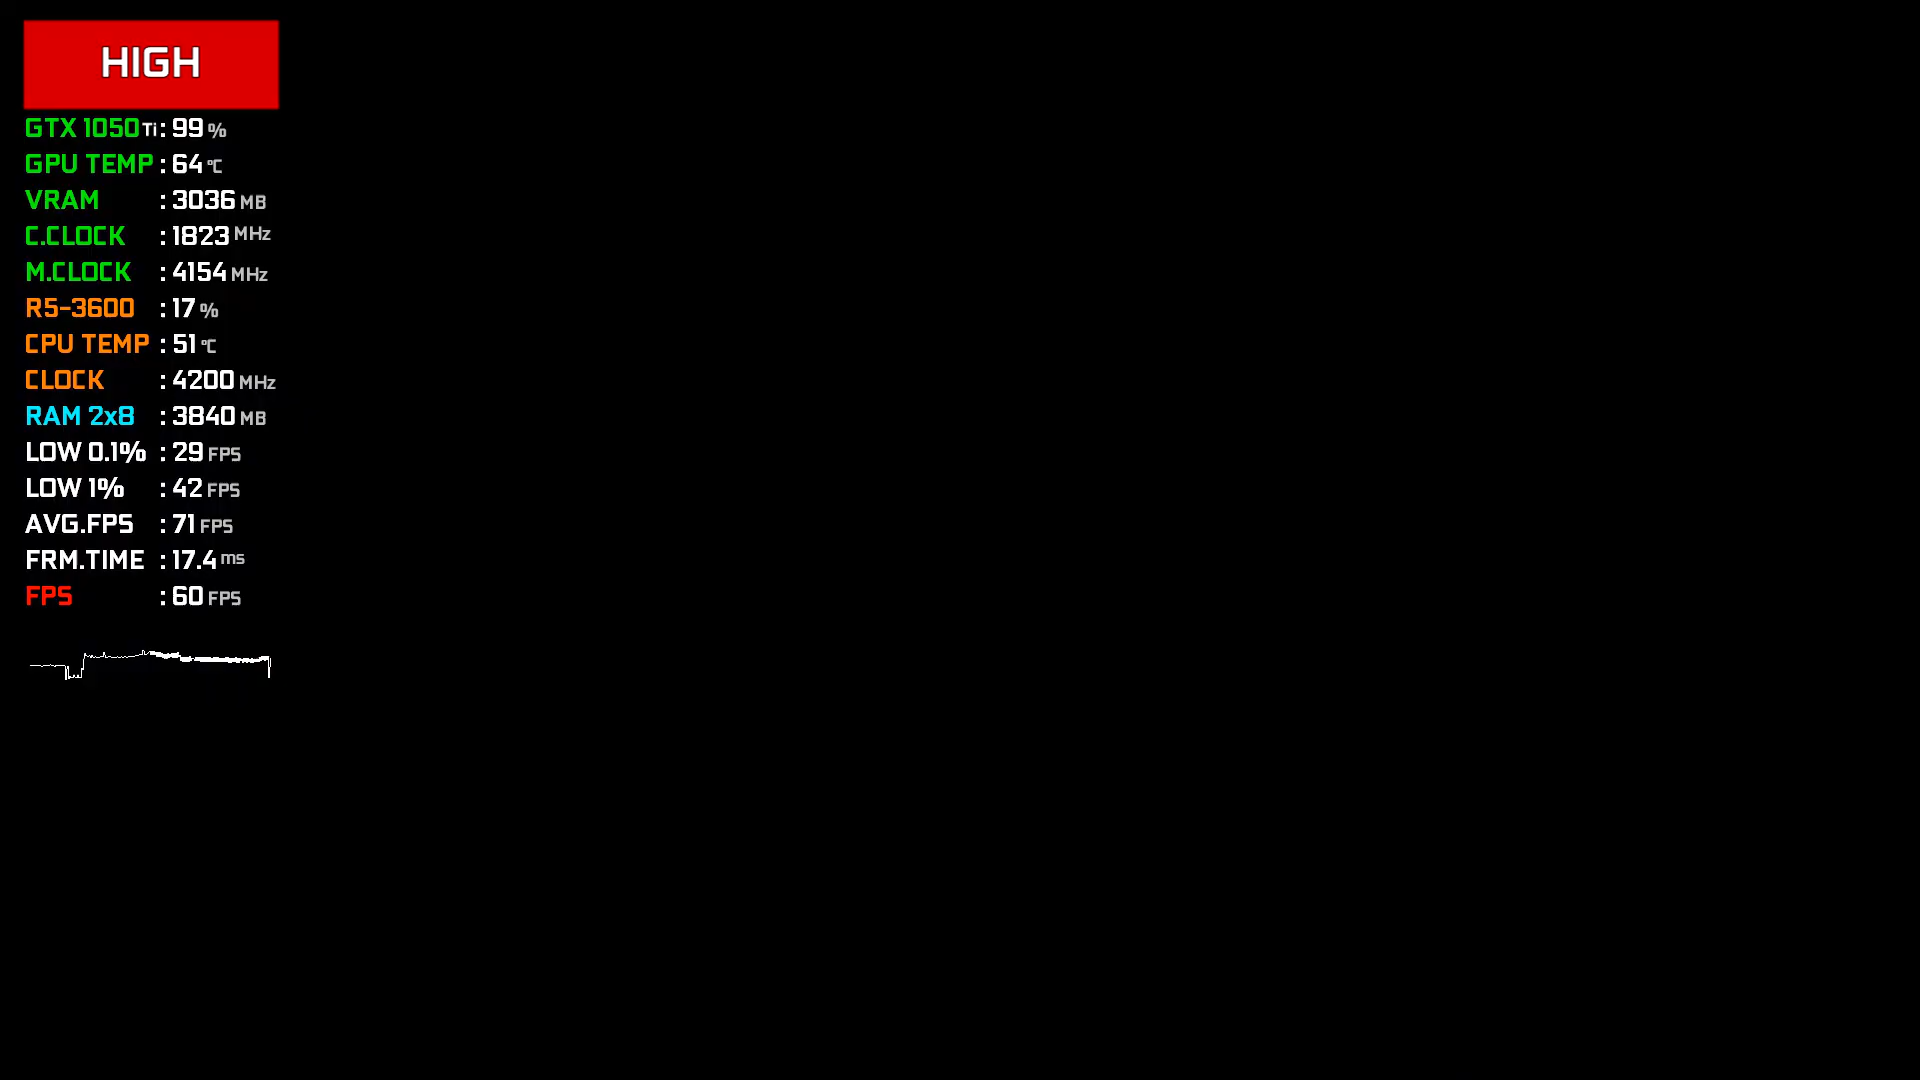 HIGH
GTX 1050 Ti : 99 %
GPU TEMP : 64 °C
VRAM : 3036 MB
C.CLOCK : 1823 MHz
M.CLOCK : 4154 MHz
R5-3600 : 17 %
CPU TEMP : 51 °C
CLOCK : 4200 MHz
RAM 2x8 : 3840 MB
LOW 0.1% : 29 FPS
LOW 1% : 42 FPS
AVG.FPS : 71 FPS
FRM.TIME : 17.4 ms
FPS : 60 FPS